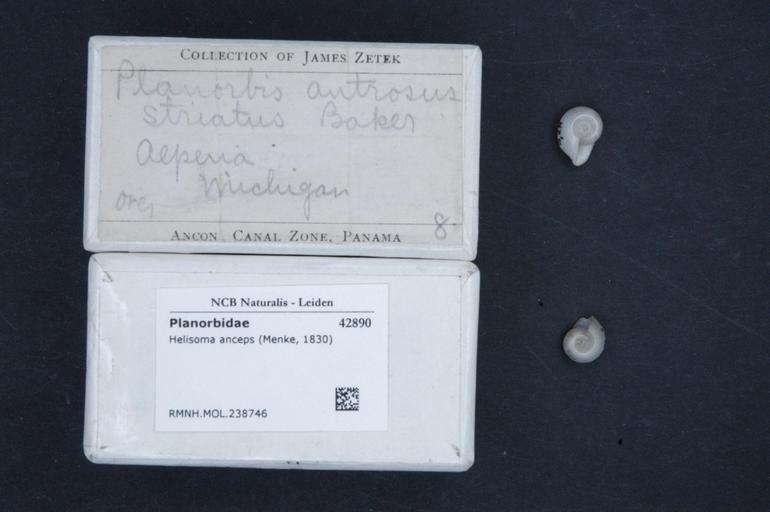 COLLECTION OF JAMES ZETEK
Planorbis antrosus
striatus Baker
Michigan
8
ANCON, CANAL ZONE, PANAMA
NCB Naturalis - Leiden
Planorbidae 42890
Helisoma anceps (Menke, 1830)
RMNH.MOL.238746